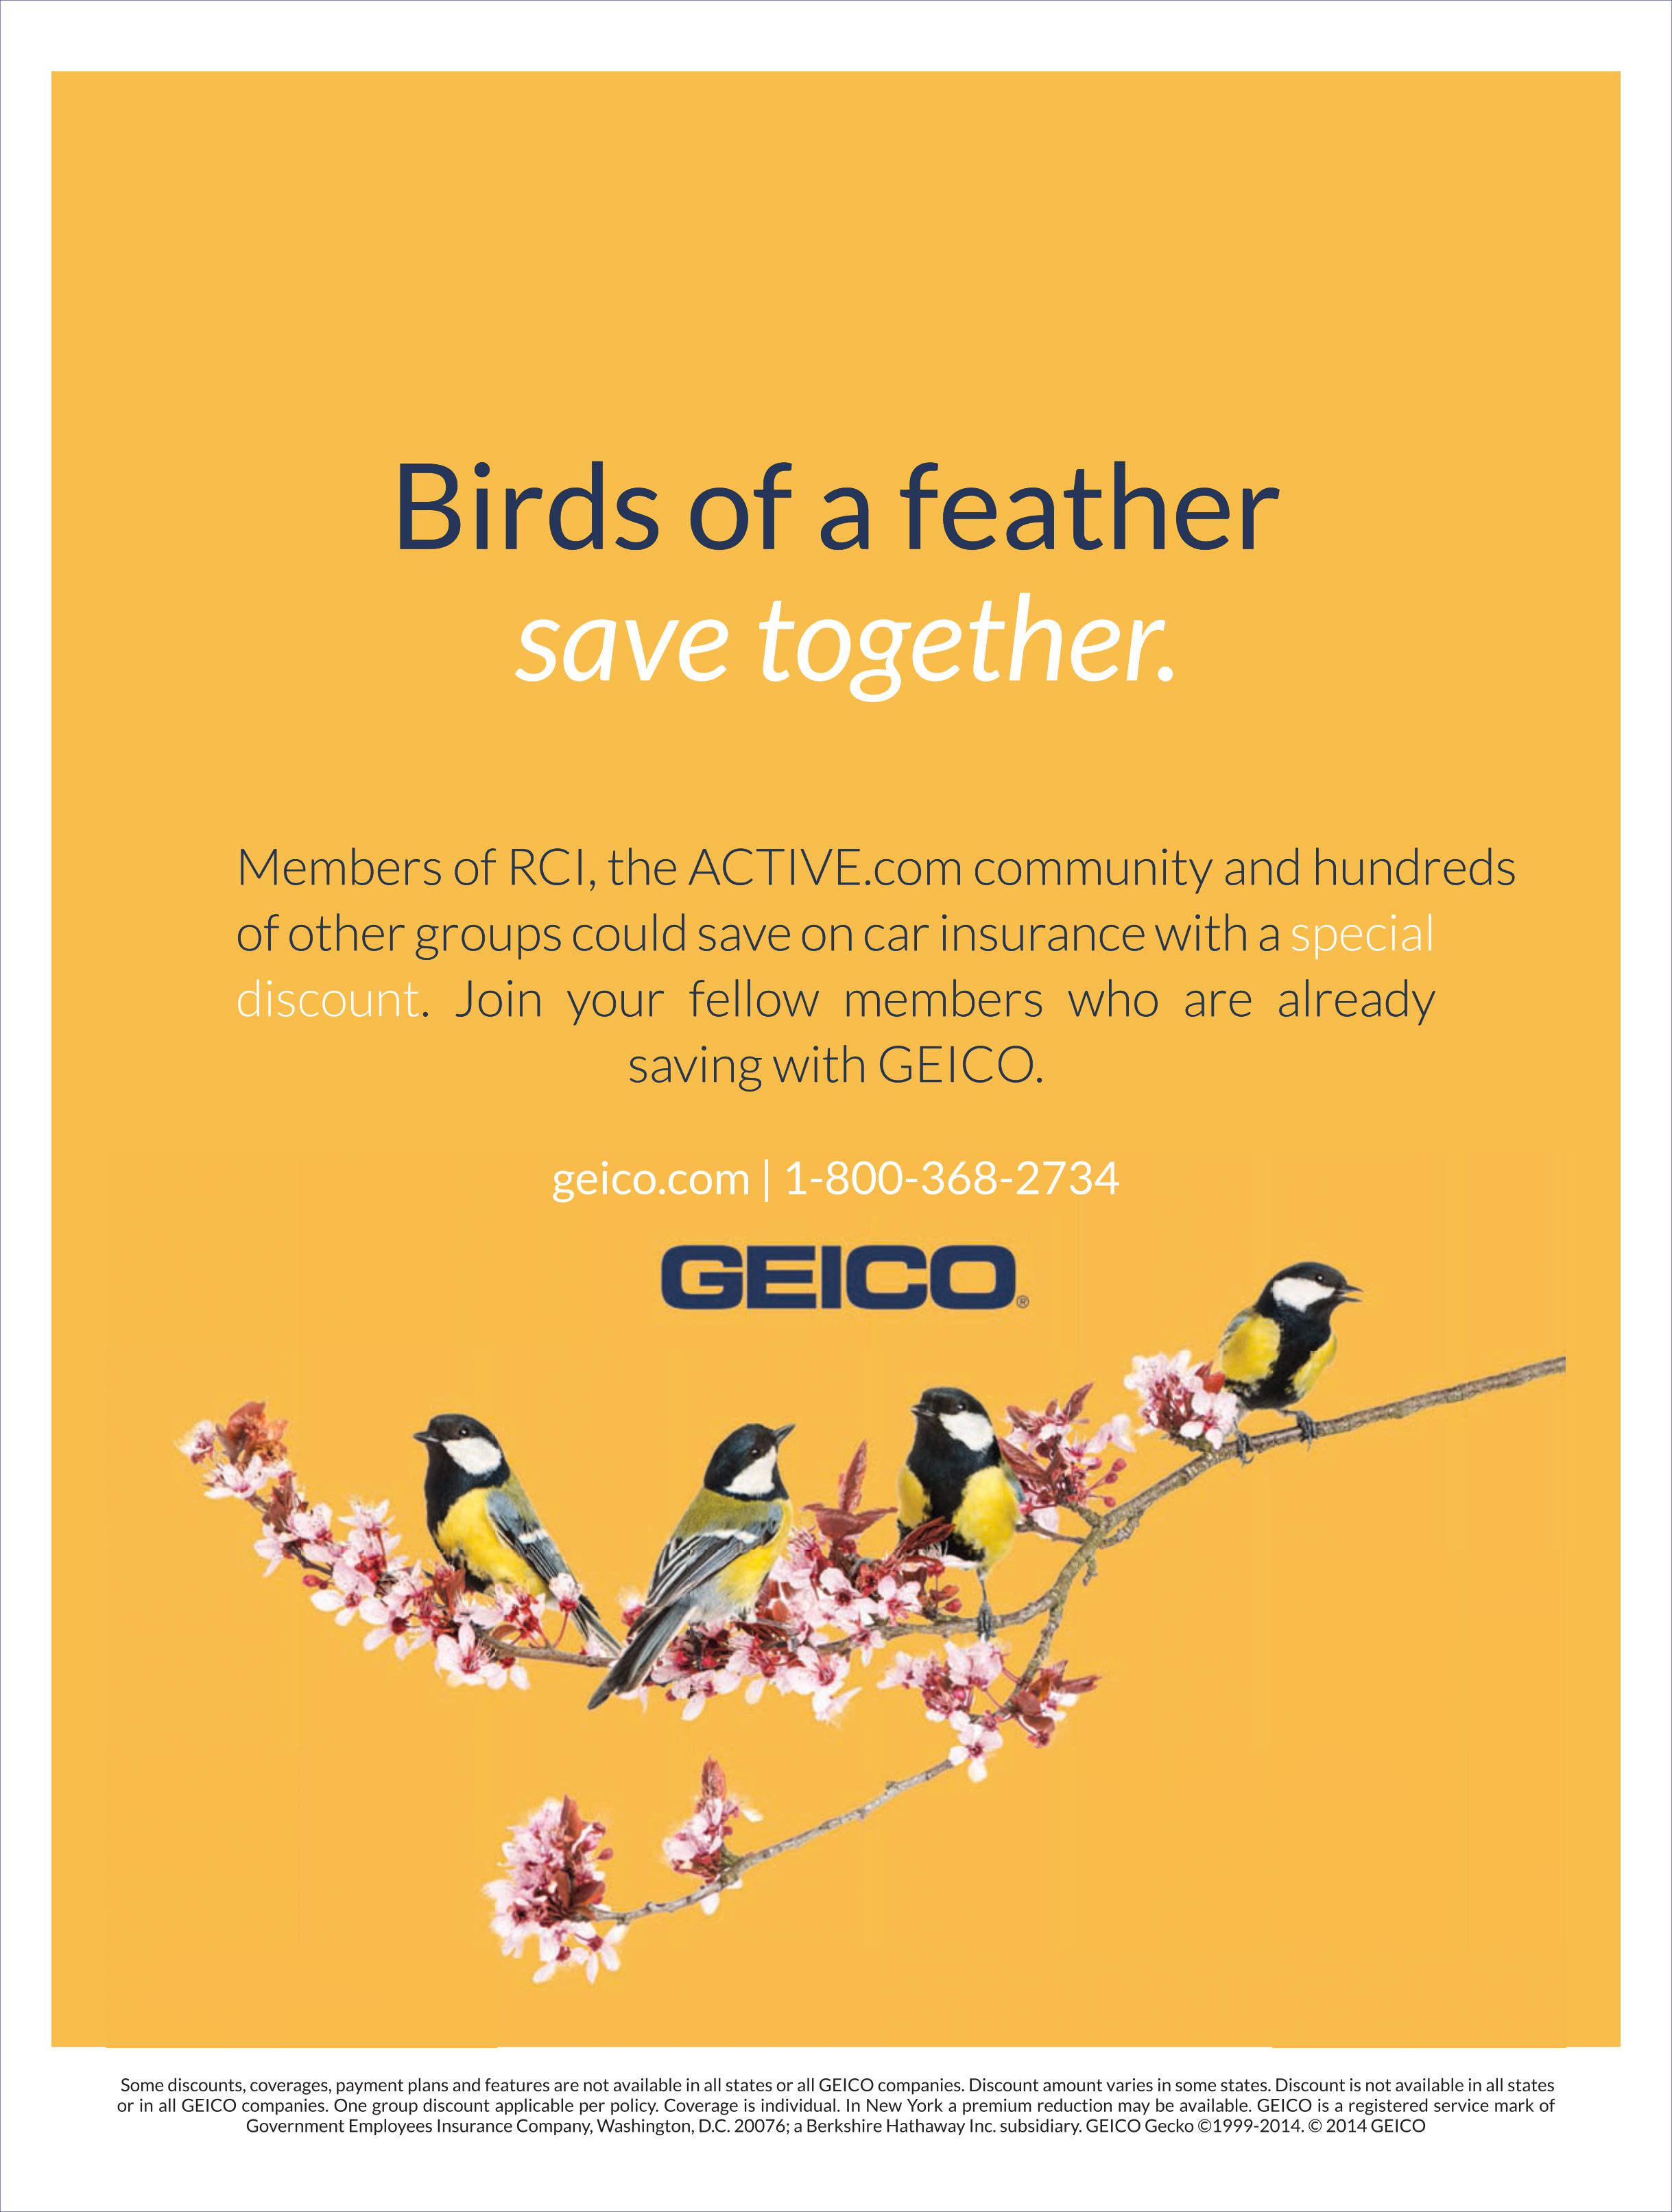 Birds of a feather
save together.
Members of RCI, the ACTIVE.com community and hundreds
of other groups could save on car insurance with a special
discount. Join your fellow members who are already
saving with GEICO.
geico.com | 1-800-368-2734
GEICO®
Some discounts, coverages, payment plans and features are not available in all states or all GEICO companies. Discount amount varies in some states. Discount is not available in all states
or in all GEICO companies. One group discount applicable per policy. Coverage is individual. In New York a premium reduction may be available. GEICO is a registered service mark of
Government Employees Insurance Company, Washington, D.C. 20076; a Berkshire Hathaway Inc. subsidiary. GEICO Gecko ©1999-2014. © 2014 GEICO